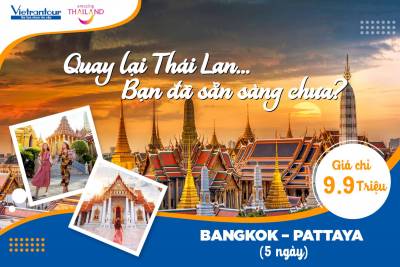 Vietrantour
amazing
THAILAND
Quay lại Thái Lan...
Bạn đã sẵn sàng chưa?
Giá chỉ
9.9 Triệu
BANGKOK – PATTAYA
(5 ngày)